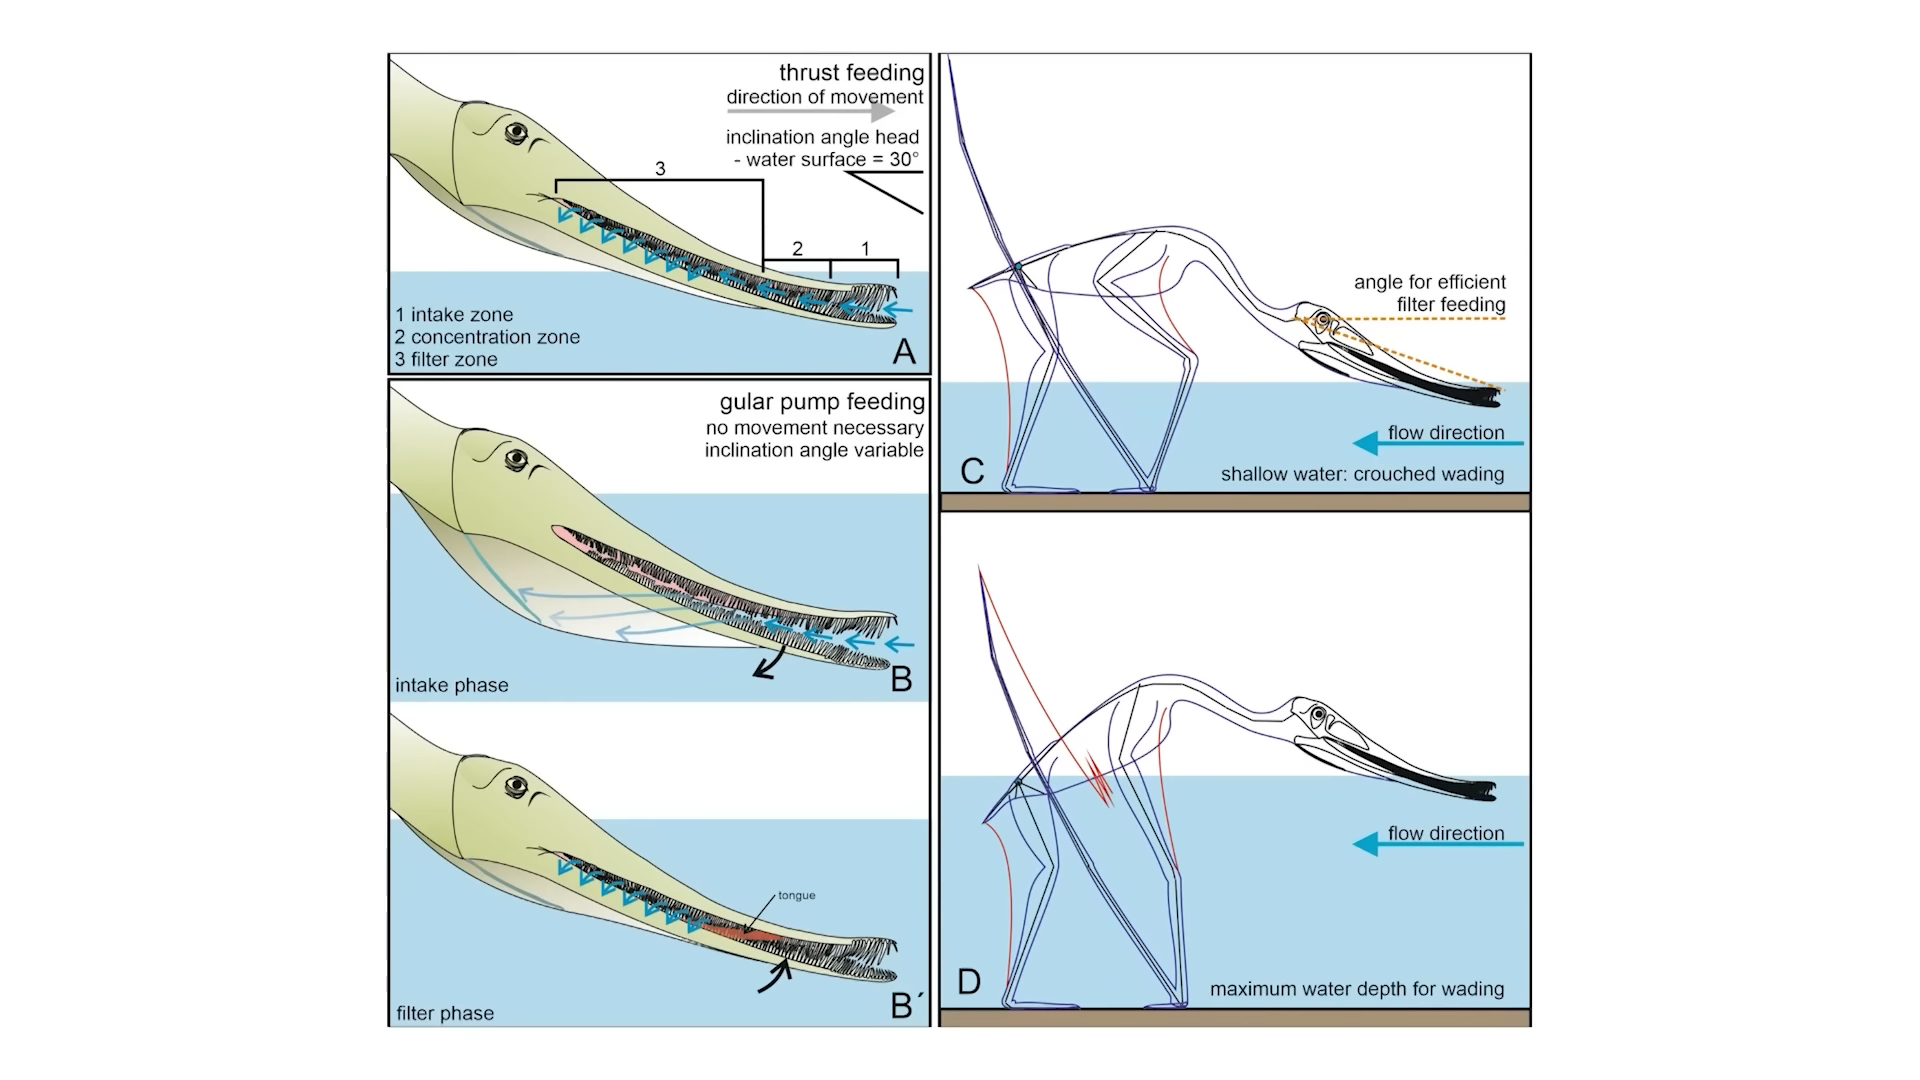 thrust feeding
direction of movement
inclination angle head
- water surface = 30°
3
2
1
1 intake zone
2 concentration zone
3 filter zone
A
gular pump feeding
no movement necessary
inclination angle variable
intake phase
B
tongue
filter phase
B´
angle for efficient
filter feeding
flow direction
C
shallow water: crouched wading
flow direction
D
maximum water depth for wading